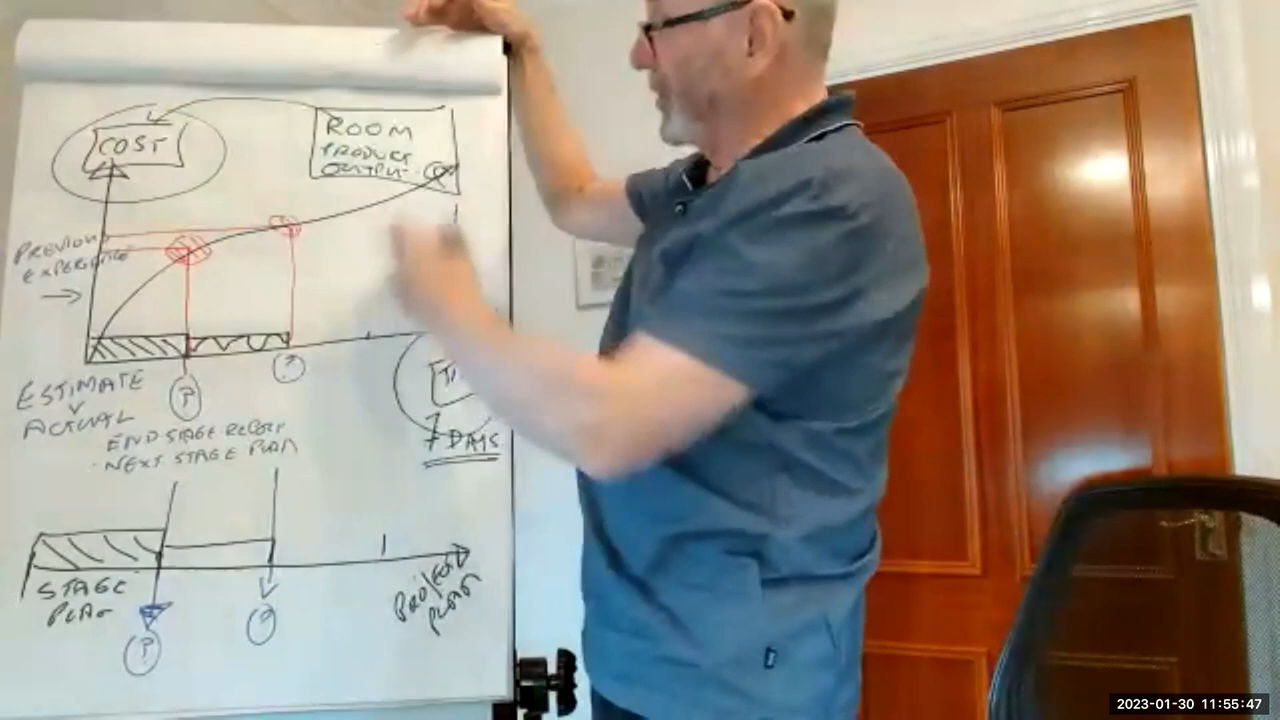 COST
ROOM
PRODUCT
OUTPUT
PREVIOUS
EXPERIENCE
?
?
ESTIMATE
V
ACTUAL
7 DAYS
END STAGE REPORT
· NEXT STAGE PLAN
STAGE
PLAN
PROJECT
PLAN
?
?
2023-01-30 11:55:47